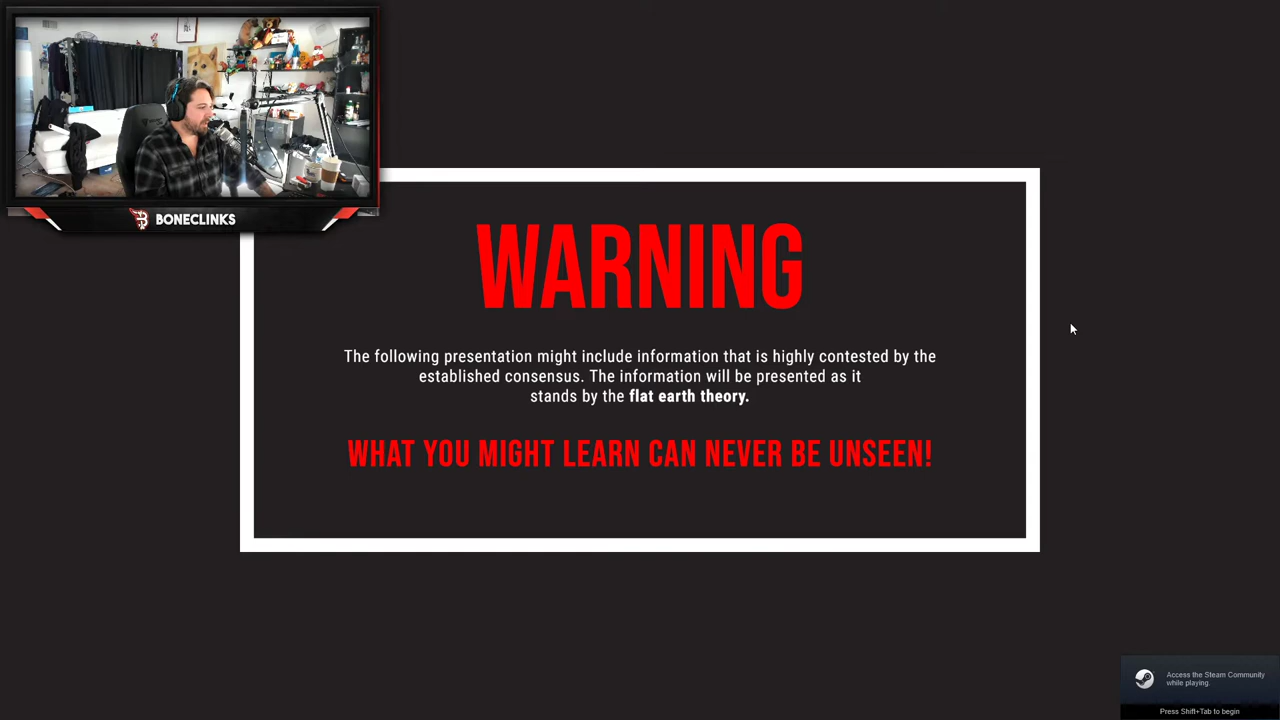 BONECLINKS
WARNING
The following presentation might include information that is highly contested by the
established consensus. The information will be presented as it
stands by the flat earth theory.
WHAT YOU MIGHT LEARN CAN NEVER BE UNSEEN!
Access the Steam Community
while playing.
Press Shift+Tab to begin